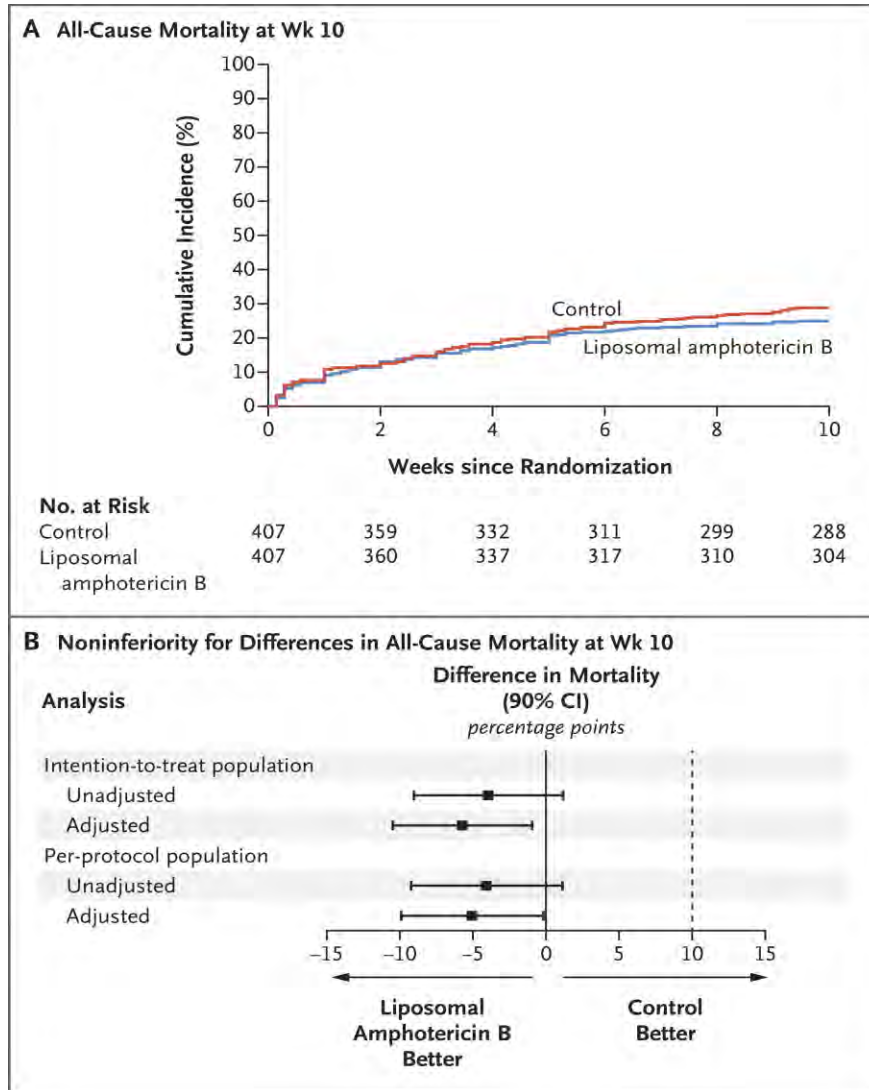 A All-Cause Mortality at Wk 10
100
90
80
70
60
50
40
30
20
10
0
Cumulative Incidence (%)
Control
Liposomal amphotericin B
0 2 4 6 8 10
Weeks since Randomization
No. at Risk
Control 407 359 332 311 299 288
Liposomal 407 360 337 317 310 304
amphotericin B
B Noninferiority for Differences in All-Cause Mortality at Wk 10
Analysis
Difference in Mortality
(90% CI)
percentage points
Intention-to-treat population
Unadjusted
Adjusted
Per-protocol population
Unadjusted
Adjusted
−15 −10 −5 0 5 10 15
Liposomal
Amphotericin B
Better
Control
Better